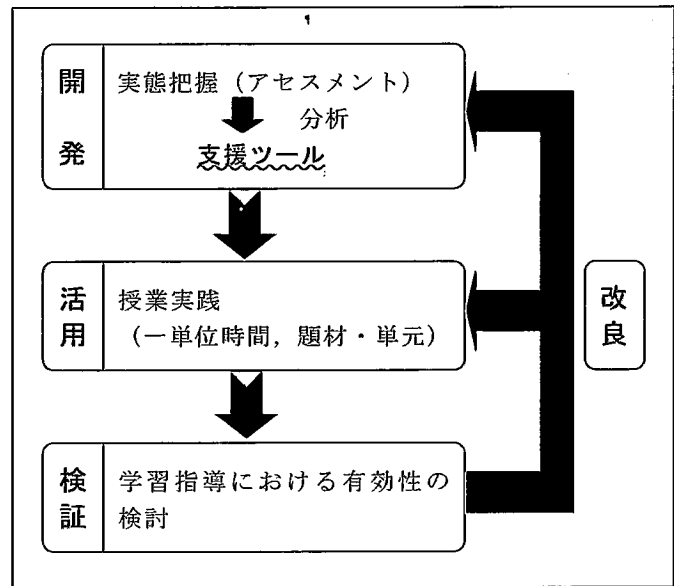 開発
実態把握（アセスメント）
分析
支援ツール
活用
授業実践
（一単位時間，題材・単元）
改良
検証
学習指導における有効性の
検討